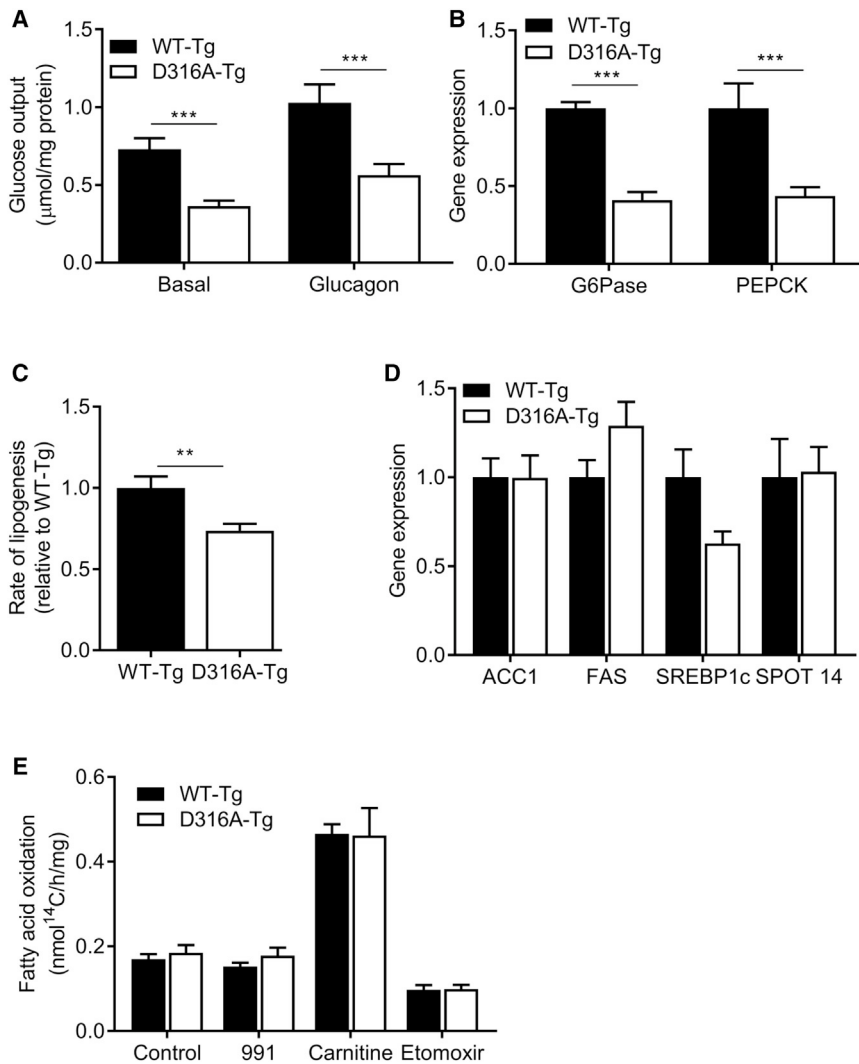 A
WT-Tg
D316A-Tg
Glucose output
(μmol/mg protein)
1.5
1.0
0.5
0.0
***
***
Basal
Glucagon
B
WT-Tg
D316A-Tg
Gene expression
1.5
1.0
0.5
0.0
***
***
G6Pase
PEPCK
C
Rate of lipogenesis
(relative to WT-Tg)
1.5
1.0
0.5
0.0
**
WT-Tg
D316A-Tg
D
WT-Tg
D316A-Tg
Gene expression
1.5
1.0
0.5
0.0
ACC1
FAS
SREBP1c
SPOT 14
E
WT-Tg
D316A-Tg
Fatty acid oxidation
(nmol¹⁴C/h/mg)
0.6
0.4
0.2
0.0
Control
991
Carnitine
Etomoxir